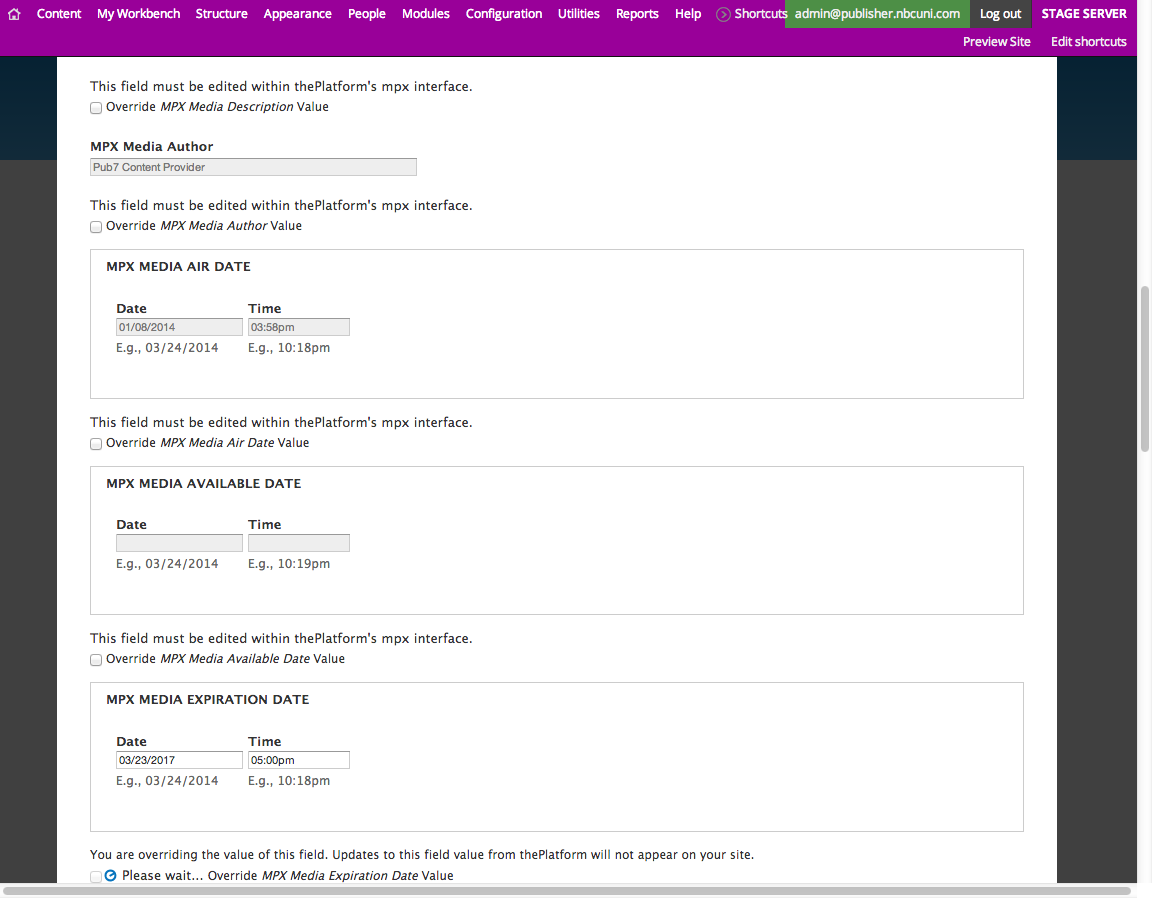 Content My Workbench Structure Appearance People Modules Configuration Utilities Reports Help Shortcuts admin@publisher.nbcuni.com Log out STAGE SERVER
Preview Site Edit shortcuts
This field must be edited within thePlatform's mpx interface.
Override MPX Media Description Value
MPX Media Author
Pub7 Content Provider
This field must be edited within thePlatform's mpx interface.
Override MPX Media Author Value
MPX MEDIA AIR DATE
Date Time
01/08/2014 03:58pm
E.g., 03/24/2014 E.g., 10:18pm
This field must be edited within thePlatform's mpx interface.
Override MPX Media Air Date Value
MPX MEDIA AVAILABLE DATE
Date Time
E.g., 03/24/2014 E.g., 10:19pm
This field must be edited within thePlatform's mpx interface.
Override MPX Media Available Date Value
MPX MEDIA EXPIRATION DATE
Date Time
03/23/2017 05:00pm
E.g., 03/24/2014 E.g., 10:18pm
You are overriding the value of this field. Updates to this field value from thePlatform will not appear on your site.
Please wait... Override MPX Media Expiration Date Value